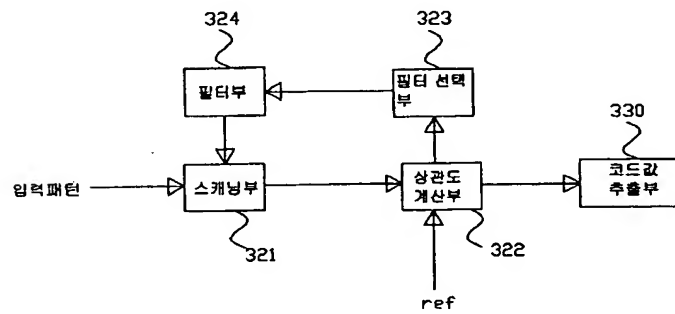 324
323
필터부
필터 선택
부
330
입력패턴
스캐닝부
상관도
계산부
코드값
추출부
321
322
ref